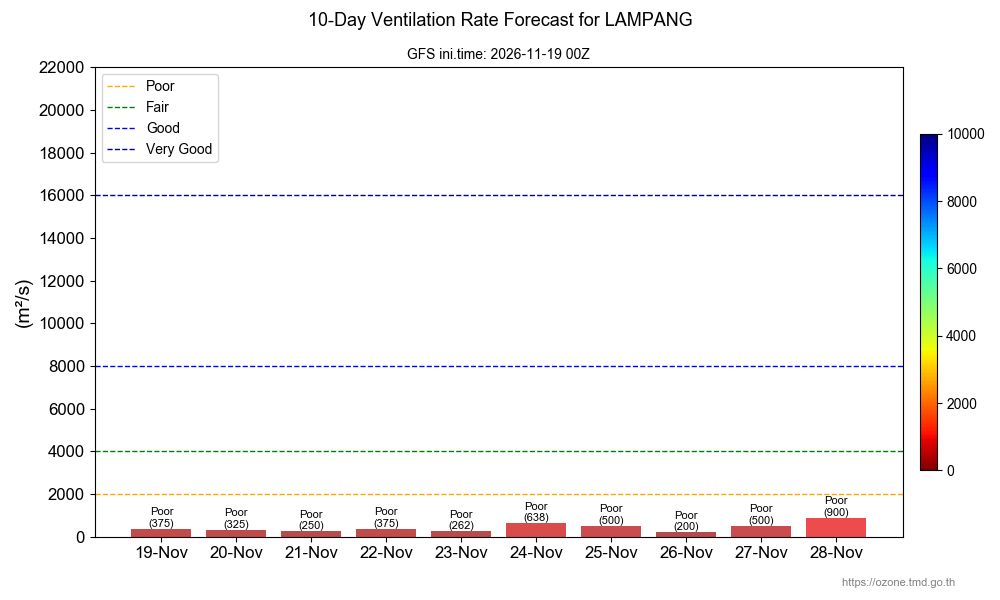 10-Day Ventilation Rate Forecast for LAMPANG
GFS ini.time: 2026-11-19 00Z
22000
20000
18000
16000
14000
12000
10000
8000
6000
4000
2000
0
(m²/s)
Poor
Fair
Good
Very Good
Poor
(375)
Poor
(325)
Poor
(250)
Poor
(375)
Poor
(262)
Poor
(638)
Poor
(500)
Poor
(200)
Poor
(500)
Poor
(900)
19-Nov 20-Nov 21-Nov 22-Nov 23-Nov 24-Nov 25-Nov 26-Nov 27-Nov 28-Nov
10000
8000
6000
4000
2000
0
https://ozone.tmd.go.th